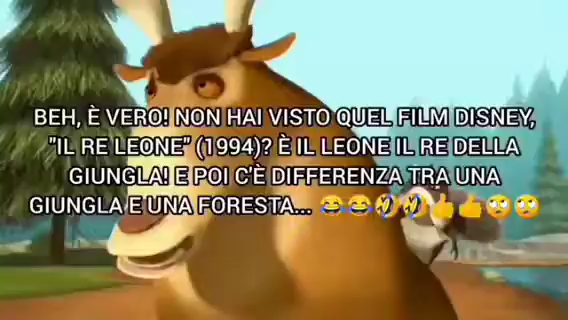 BEH, È VERO! NON HAI VISTO QUEL FILM DISNEY,
"IL RE LEONE" (1994)? È IL LEONE IL RE DELLA
GIUNGLA! E POI C'È DIFFERENZA TRA UNA
GIUNGLA E UNA FORESTA... 😂😂🤣🤣👍👍🙄🙄